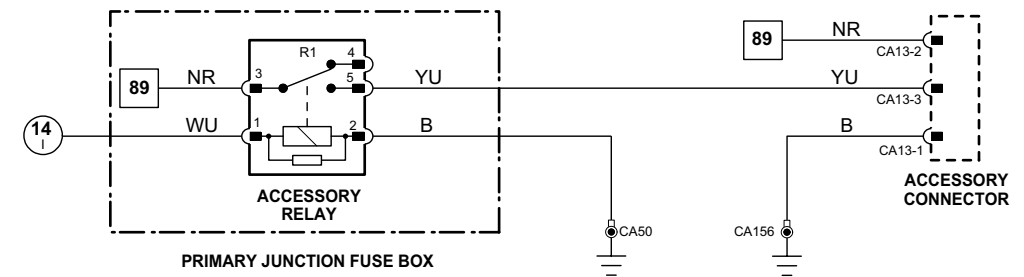 89
NR
R1
3
4
5
YU
14
I
WU
1
2
B
ACCESSORY
RELAY
PRIMARY JUNCTION FUSE BOX
CA50
89
NR
CA13-2
YU
CA13-3
B
CA13-1
CA156
ACCESSORY
CONNECTOR